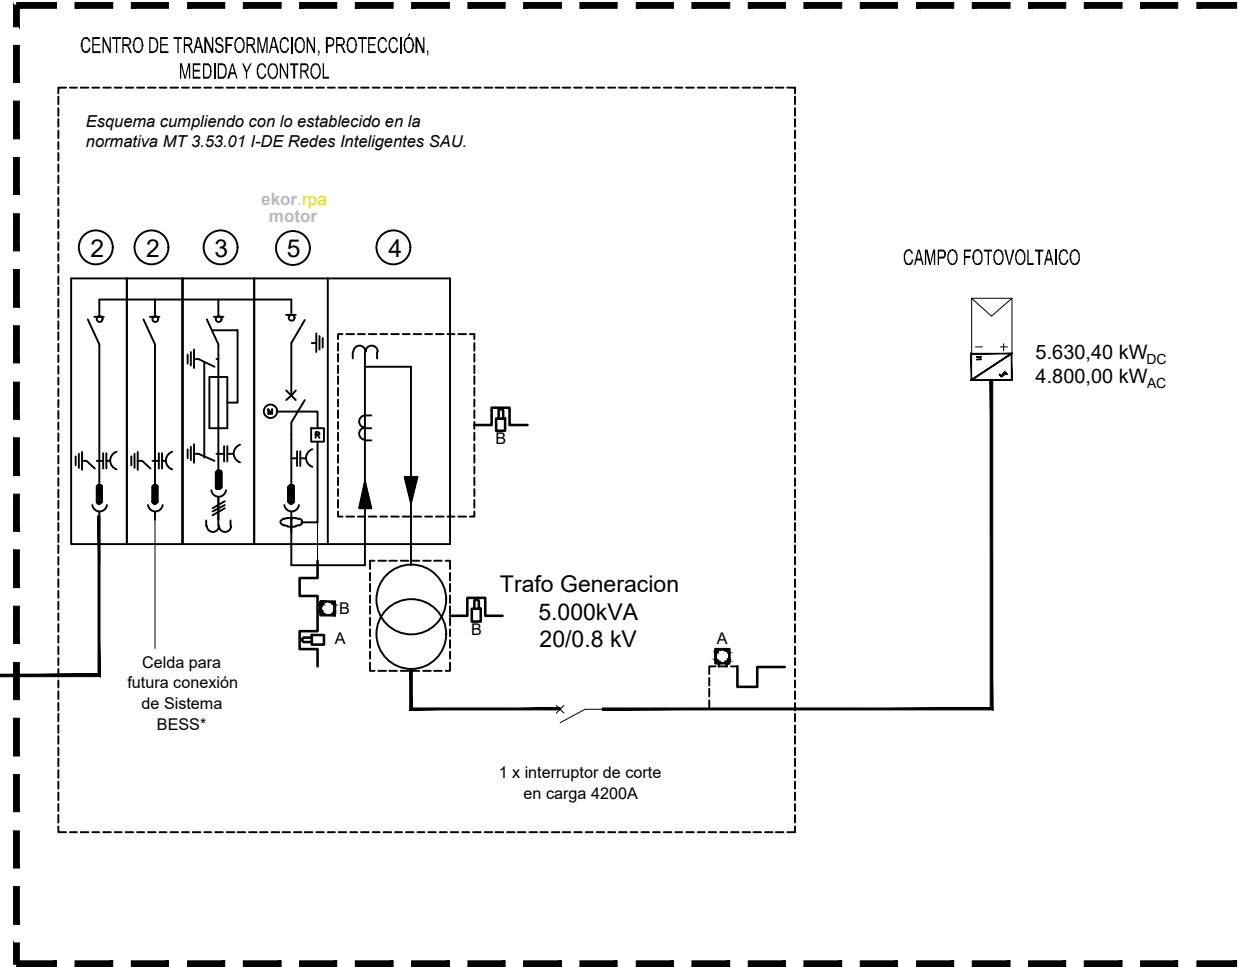 CENTRO DE TRANSFORMACION, PROTECCIÓN,
MEDIDA Y CONTROL
Esquema cumpliendo con lo establecido en la
normativa MT 3.53.01 I-DE Redes Inteligentes SAU.
ekor.rpa
motor
2
2
3
5
4
CAMPO FOTOVOLTAICO
- +
=
5.630,40 kWDC
4.800,00 kWAC
M
R
B
Trafo Generacion
5.000kVA
20/0.8 kV
B
B
A
A
Celda para
futura conexión
de Sistema
BESS*
1 x interruptor de corte
en carga 4200A